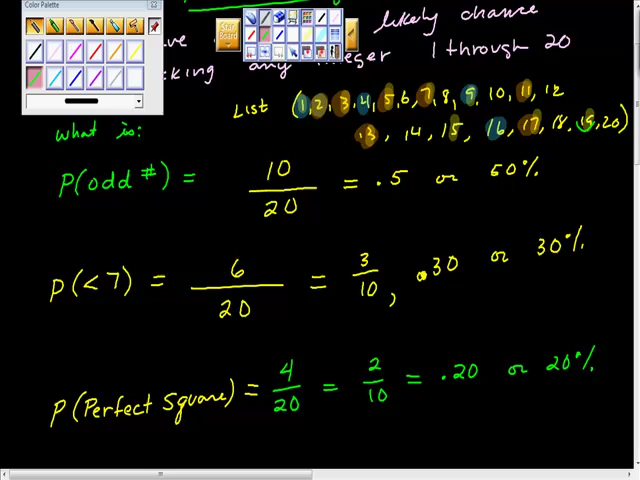 Color Palette
likely chance
any integer 1 through 20
List (1, 2, 3, 4, 5, 6, 7, 8, 9, 10, 11, 12
13, 14, 15, 16, 17, 18, 19, 20)
what is:
P(odd #) = 10/20 = .5 or 50%
P(<7) = 6/20 = 3/10, .30 or 30%
P(Perfect Square) = 4/20 = 2/10 = .20 or 20%